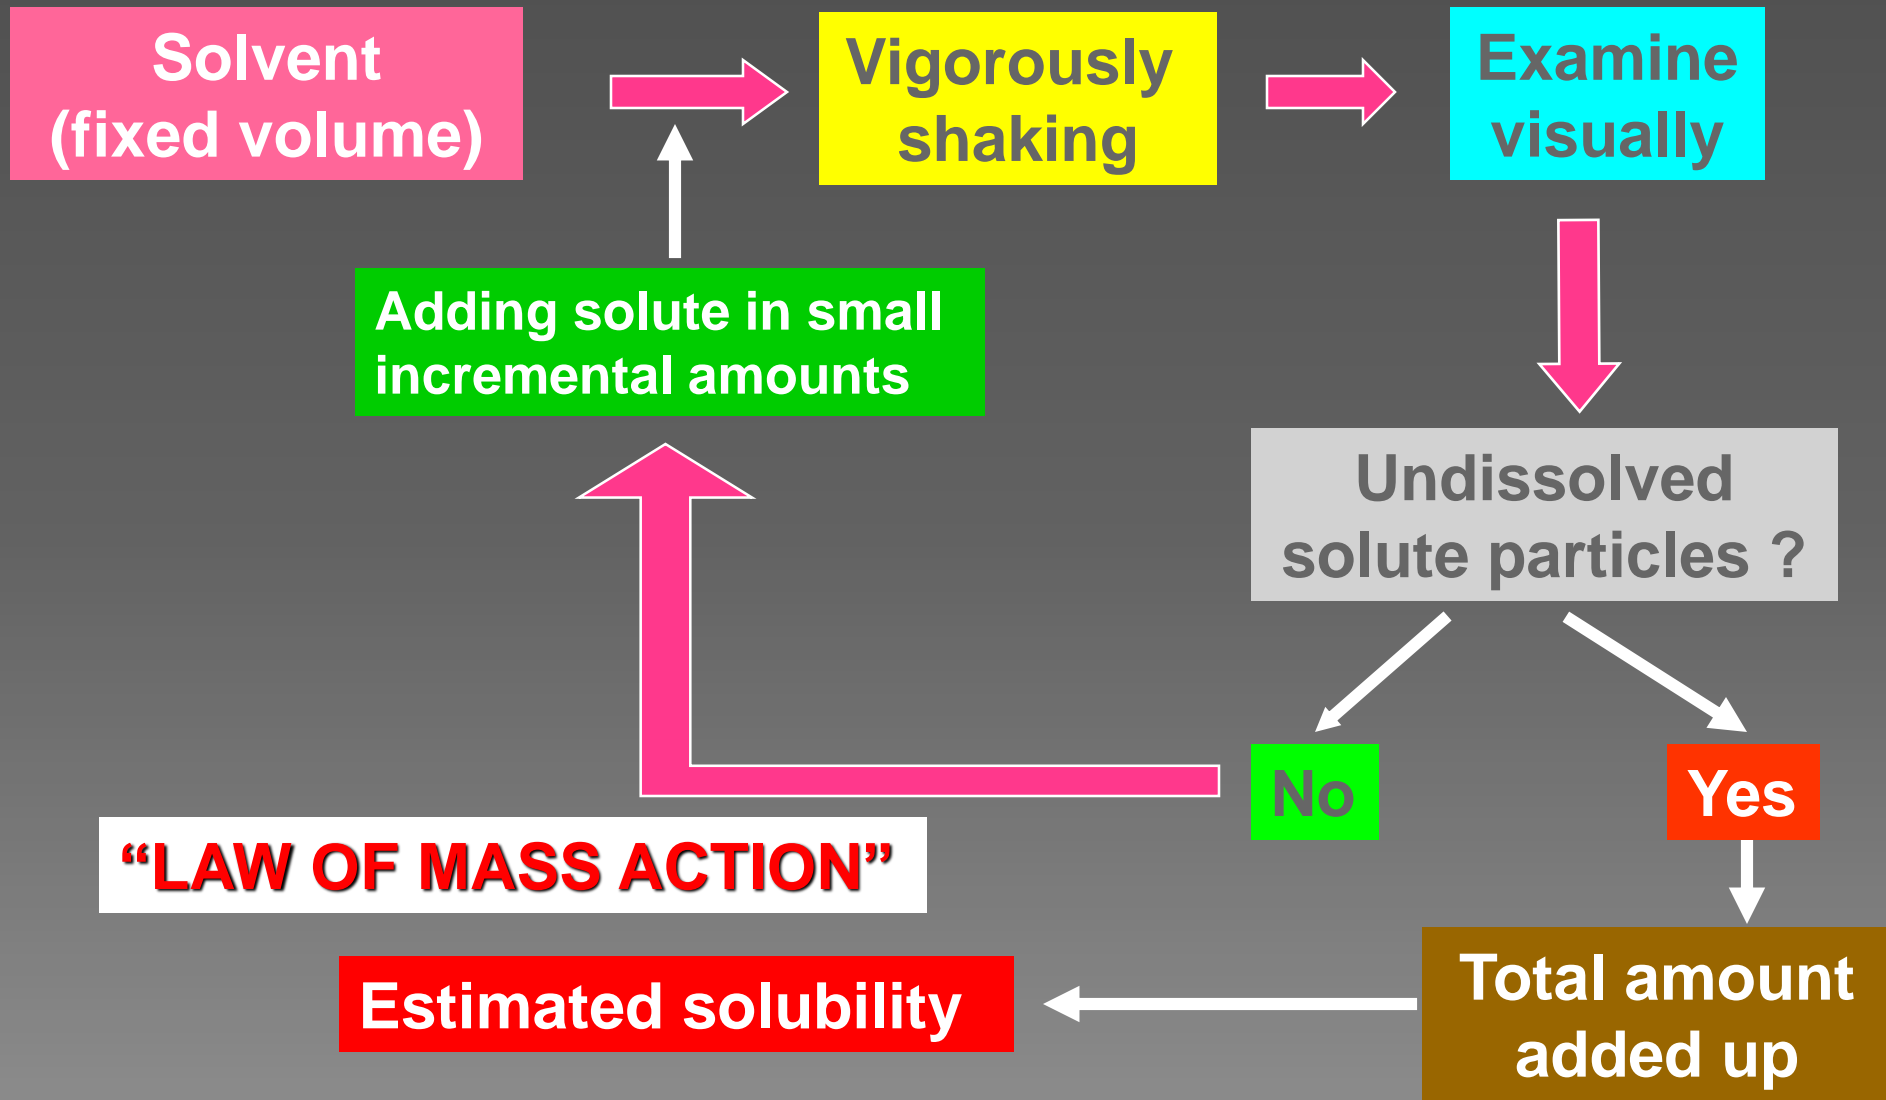 Solvent
(fixed volume)
Vigorously
shaking
Examine
visually
Adding solute in small
incremental amounts
Undissolved
solute particles ?
No
Yes
“LAW OF MASS ACTION”
Total amount
added up
Estimated solubility